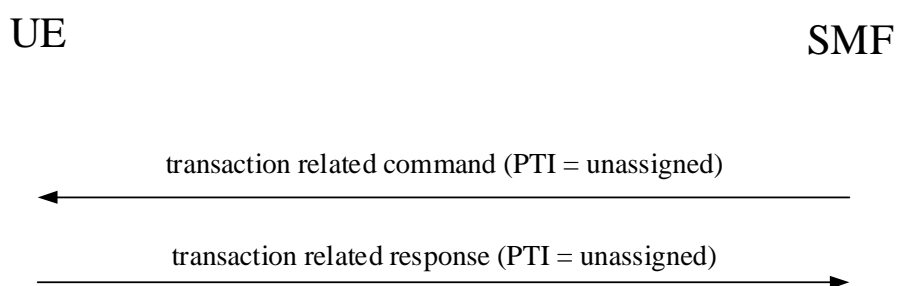 UE
SMF
transaction related command (PTI = unassigned)
transaction related response (PTI = unassigned)